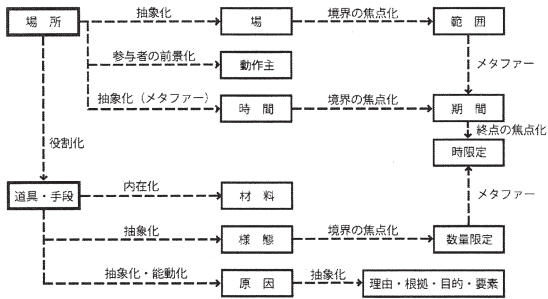 抽象化
境界の焦点化
場　所
場
範　囲
参与者の前景化
動作主
メタファー
抽象化（メタファー）
境界の焦点化
時　間
期　間
終点の焦点化
役割化
時限定
内在化
道具・手段
材　料
メタファー
抽象化
境界の焦点化
様　態
数量限定
抽象化・能動化
抽象化
原　因
理由・根拠・目的・要素